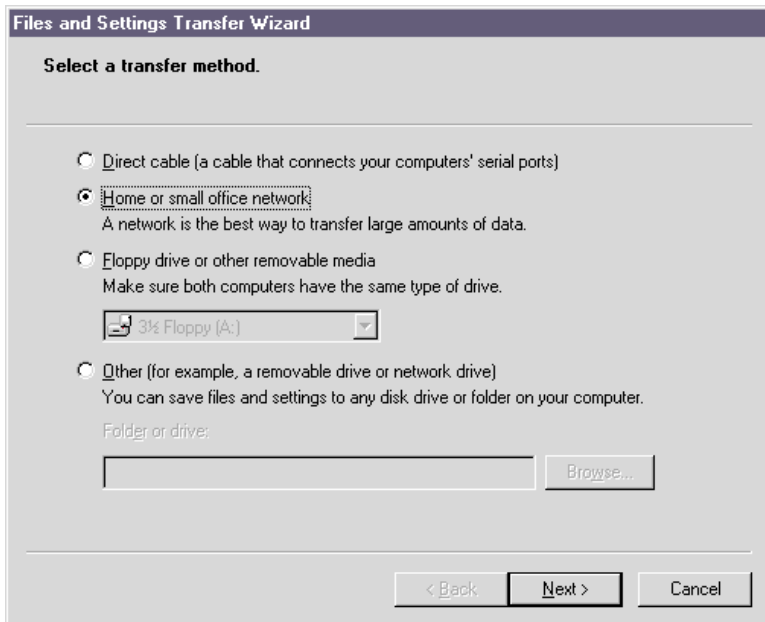 Files and Settings Transfer Wizard
Select a transfer method.
Direct cable (a cable that connects your computers' serial ports)
Home or small office network
A network is the best way to transfer large amounts of data.
Floppy drive or other removable media
Make sure both computers have the same type of drive.
3½ Floppy (A:)
Other (for example, a removable drive or network drive)
You can save files and settings to any disk drive or folder on your computer.
Folder or drive:
Browse...
< Back Next > Cancel